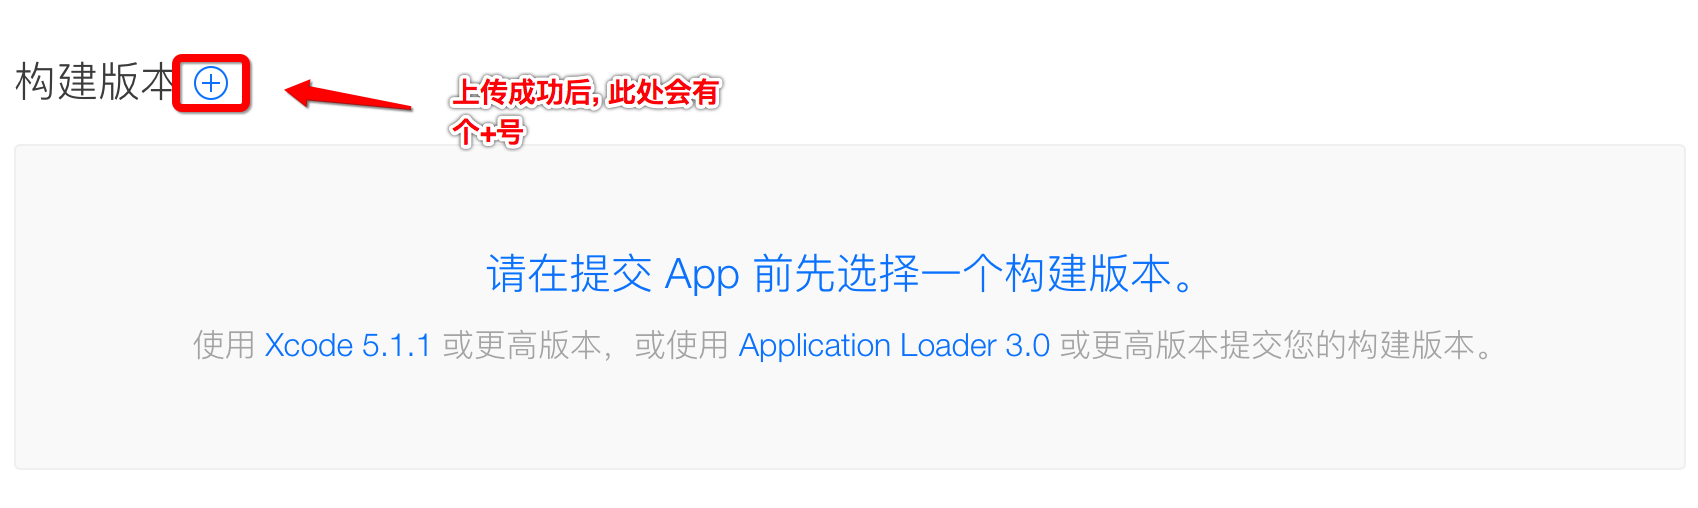 构建版本
上传成功后, 此处会有
个+号
请在提交 App 前先选择一个构建版本。
使用 Xcode 5.1.1 或更高版本，或使用 Application Loader 3.0 或更高版本提交您的构建版本。